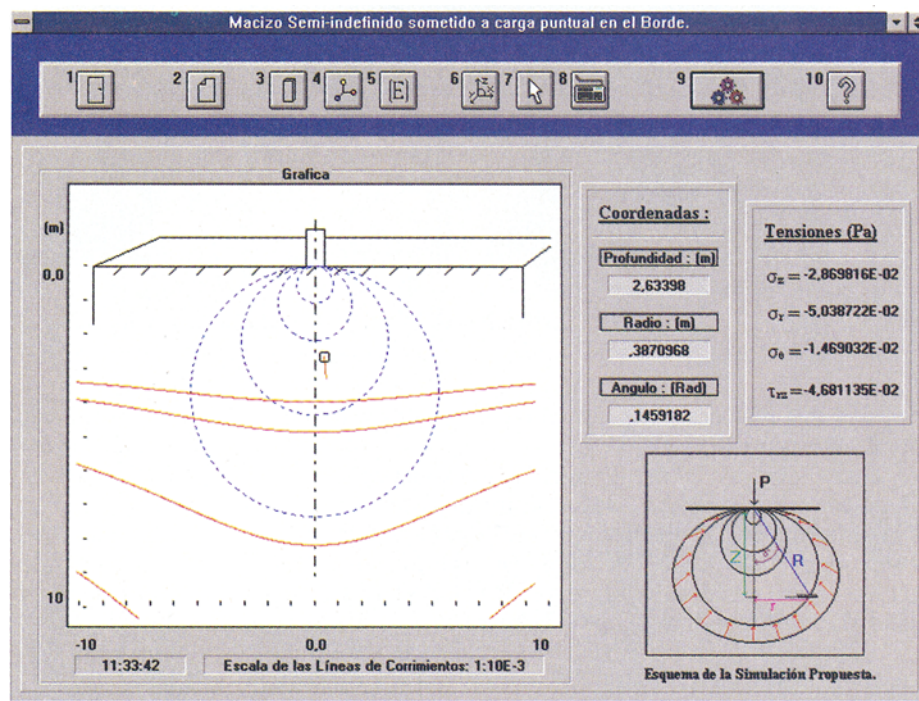 Macizo Semi-indefinido sometido a carga puntual en el Borde.
1 2 3 4 5 (E) 6 7 8 9 10 ?
Grafica
(m)
0,0
10
-10 0,0 10
11:33:42
Escala de las Líneas de Corrimientos: 1:10E-3
Coordenadas :
Profundidad : (m)
2,63398
Radio : (m)
,3870968
Angulo : (Rad)
,1459182
Tensiones (Pa)
σz = -2,869816E-02
σr = -5,038722E-02
σθ = -1,469032E-02
τrz = -4,681135E-02
P
Z
R
r
Esquema de la Simulación Propuesta.